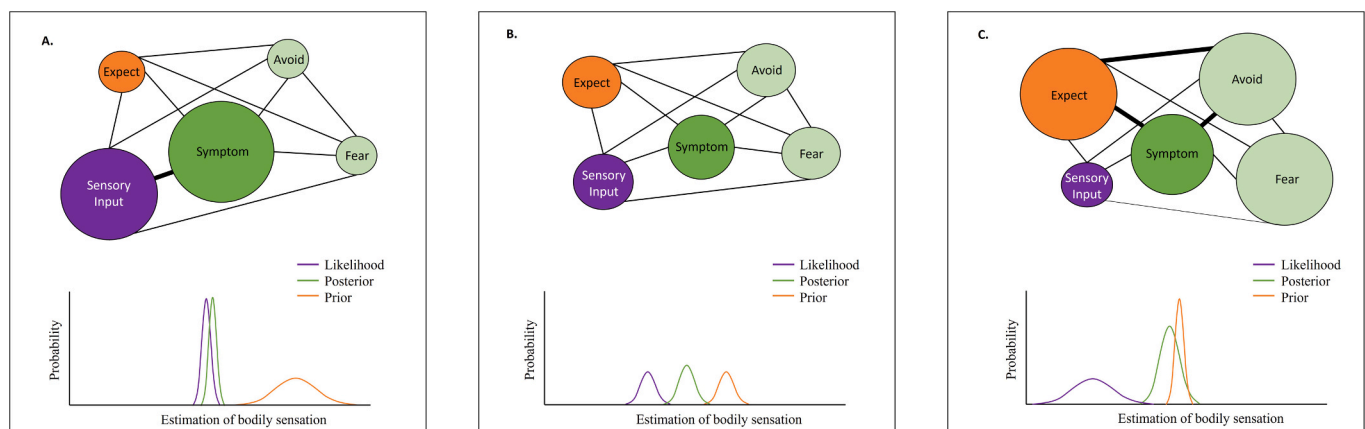 A.
Expect
Avoid
Symptom
Fear
Sensory
Input
Likelihood
Posterior
Prior
Probability
Estimation of bodily sensation
B.
Expect
Avoid
Symptom
Fear
Sensory
Input
Likelihood
Posterior
Prior
Probability
Estimation of bodily sensation
C.
Expect
Avoid
Symptom
Fear
Sensory
Input
Likelihood
Posterior
Prior
Probability
Estimation of bodily sensation